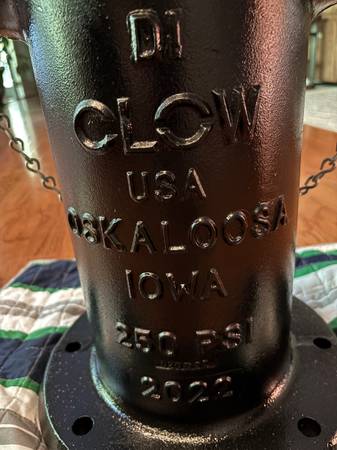 DI
CLOW
USA
OSKALOOSA
IOWA
250 PSI
2022